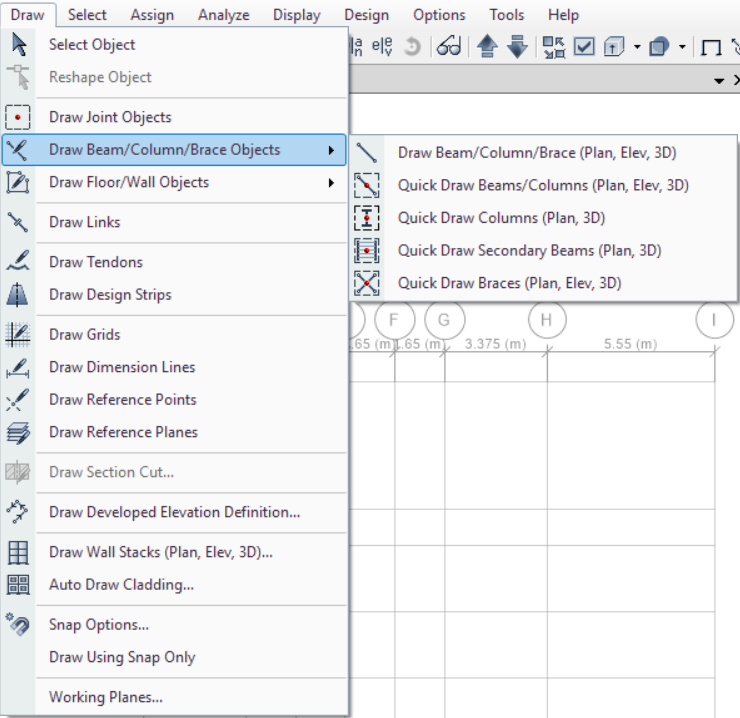 Draw Select Assign Analyze Display Design Options Tools Help
Select Object
Reshape Object
Draw Joint Objects
Draw Beam/Column/Brace Objects
Draw Beam/Column/Brace (Plan, Elev, 3D)
Quick Draw Beams/Columns (Plan, Elev, 3D)
Quick Draw Columns (Plan, 3D)
Quick Draw Secondary Beams (Plan, 3D)
Quick Draw Braces (Plan, Elev, 3D)
Draw Floor/Wall Objects
Draw Links
Draw Tendons
Draw Design Strips
Draw Grids
Draw Dimension Lines
Draw Reference Points
Draw Reference Planes
Draw Section Cut...
Draw Developed Elevation Definition...
Draw Wall Stacks (Plan, Elev, 3D)...
Auto Draw Cladding...
Snap Options...
Draw Using Snap Only
Working Planes...
F G H I
.65 (m) 1.65 (m) 3.375 (m) 5.55 (m)